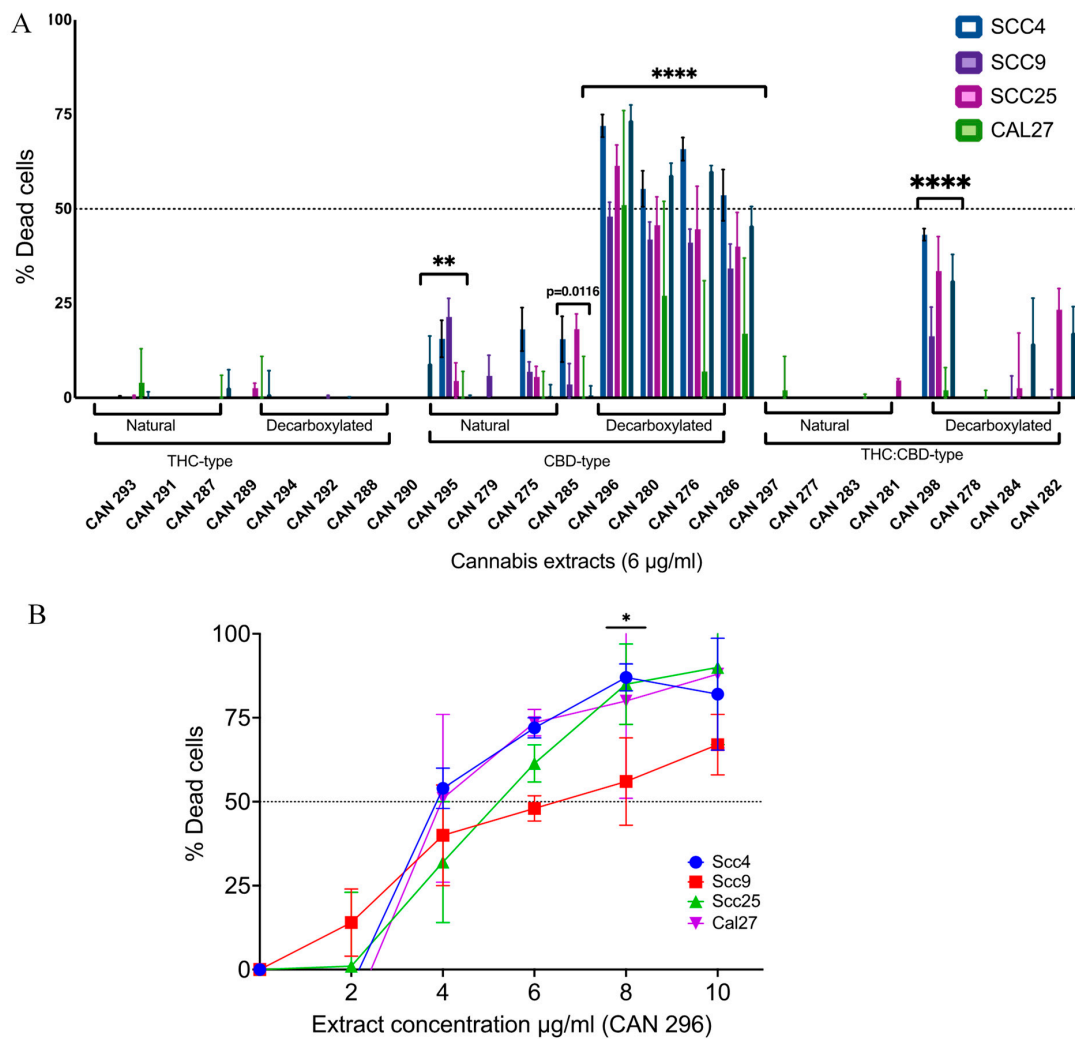 A
100
75
50
25
0
% Dead cells
SCC4
SCC9
SCC25
CAL27
****
**
p=0.0116
****
Natural
Decarboxylated
Natural
Decarboxylated
Natural
Decarboxylated
THC-type
CBD-type
THC:CBD-type
CAN 293
CAN 291
CAN 287
CAN 289
CAN 294
CAN 292
CAN 288
CAN 290
CAN 295
CAN 279
CAN 275
CAN 285
CAN 296
CAN 280
CAN 276
CAN 286
CAN 297
CAN 277
CAN 283
CAN 281
CAN 298
CAN 278
CAN 284
CAN 282
Cannabis extracts (6 µg/ml)
B
100
75
50
25
0
% Dead cells
*
Scc4
Scc9
Scc25
Cal27
2 4 6 8 10
Extract concentration µg/ml (CAN 296)